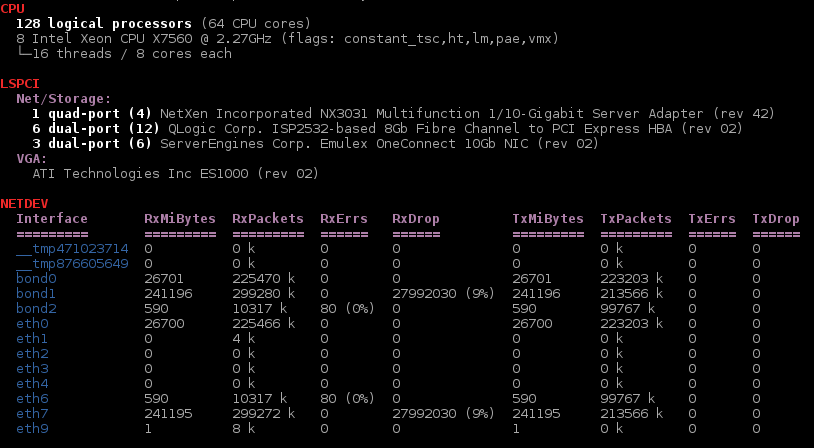 CPU
128 logical processors (64 CPU cores)
8 Intel Xeon CPU X7560 @ 2.27GHz (flags: constant_tsc,ht,lm,pae,vmx)
└─16 threads / 8 cores each
LSPCI
Net/Storage:
1 quad-port (4) NetXen Incorporated NX3031 Multifunction 1/10-Gigabit Server Adapter (rev 42)
6 dual-port (12) QLogic Corp. ISP2532-based 8Gb Fibre Channel to PCI Express HBA (rev 02)
3 dual-port (6) ServerEngines Corp. Emulex OneConnect 10Gb NIC (rev 02)
VGA:
ATI Technologies Inc ES1000 (rev 02)
NETDEV
Interface RxMiBytes RxPackets RxErrs RxDrop TxMiBytes TxPackets TxErrs TxDrop
========= ========= ========= ====== ====== ========= ========= ====== ======
__tmp471023714 0 0 k 0 0 0 0 k 0 0
__tmp876605649 0 0 k 0 0 0 0 k 0 0
bond0 26701 225470 k 0 0 26701 223203 k 0 0
bond1 241196 299280 k 0 27992030 (9%) 241196 213566 k 0 0
bond2 590 10317 k 80 (0%) 0 590 99767 k 0 0
eth0 26700 225466 k 0 0 26700 223203 k 0 0
eth1 0 4 k 0 0 0 0 k 0 0
eth2 0 0 k 0 0 0 0 k 0 0
eth3 0 0 k 0 0 0 0 k 0 0
eth4 0 0 k 0 0 0 0 k 0 0
eth6 590 10317 k 80 (0%) 0 590 99767 k 0 0
eth7 241195 299272 k 0 27992030 (9%) 241195 213566 k 0 0
eth9 1 8 k 0 0 1 0 k 0 0